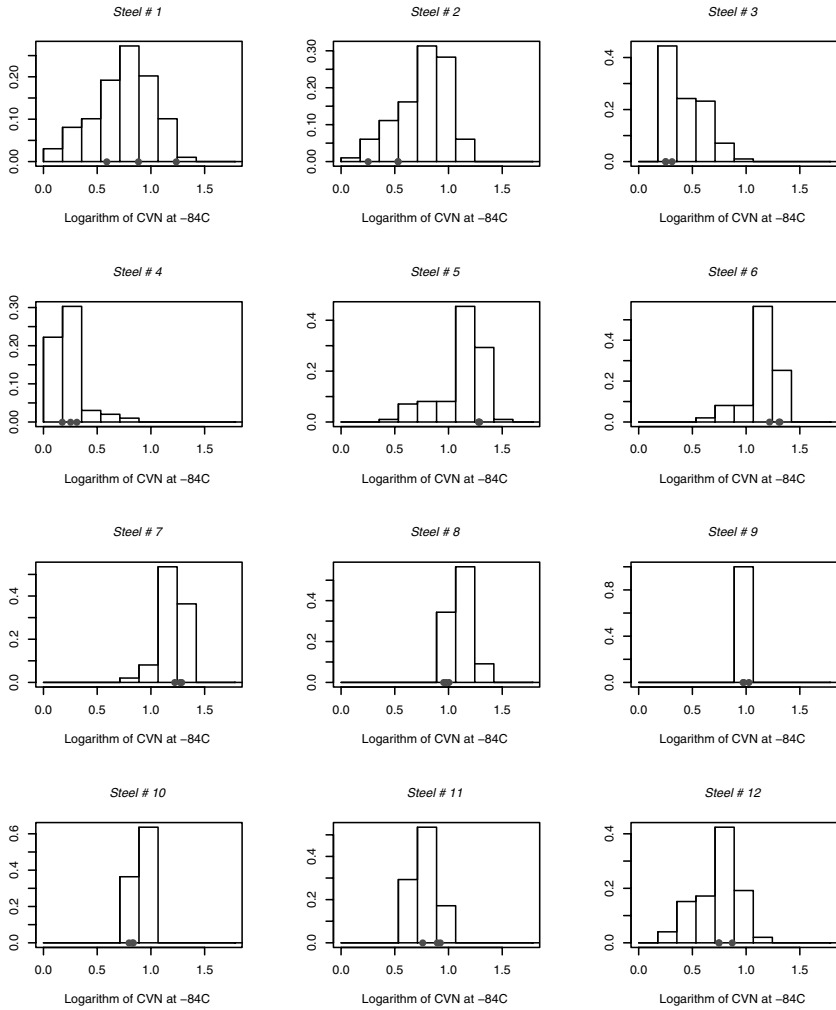 Steel # 1
0.00 0.10 0.20
0.0 0.5 1.0 1.5
Logarithm of CVN at −84C
Steel # 2
0.00 0.10 0.20 0.30
0.0 0.5 1.0 1.5
Logarithm of CVN at −84C
Steel # 3
0.0 0.2 0.4
0.0 0.5 1.0 1.5
Logarithm of CVN at −84C
Steel # 4
0.00 0.10 0.20 0.30
0.0 0.5 1.0 1.5
Logarithm of CVN at −84C
Steel # 5
0.0 0.2 0.4
0.0 0.5 1.0 1.5
Logarithm of CVN at −84C
Steel # 6
0.0 0.2 0.4
0.0 0.5 1.0 1.5
Logarithm of CVN at −84C
Steel # 7
0.0 0.2 0.4
0.0 0.5 1.0 1.5
Logarithm of CVN at −84C
Steel # 8
0.0 0.2 0.4
0.0 0.5 1.0 1.5
Logarithm of CVN at −84C
Steel # 9
0.0 0.4 0.8
0.0 0.5 1.0 1.5
Logarithm of CVN at −84C
Steel # 10
0.0 0.2 0.4 0.6
0.0 0.5 1.0 1.5
Logarithm of CVN at −84C
Steel # 11
0.0 0.2 0.4
0.0 0.5 1.0 1.5
Logarithm of CVN at −84C
Steel # 12
0.0 0.2 0.4
0.0 0.5 1.0 1.5
Logarithm of CVN at −84C